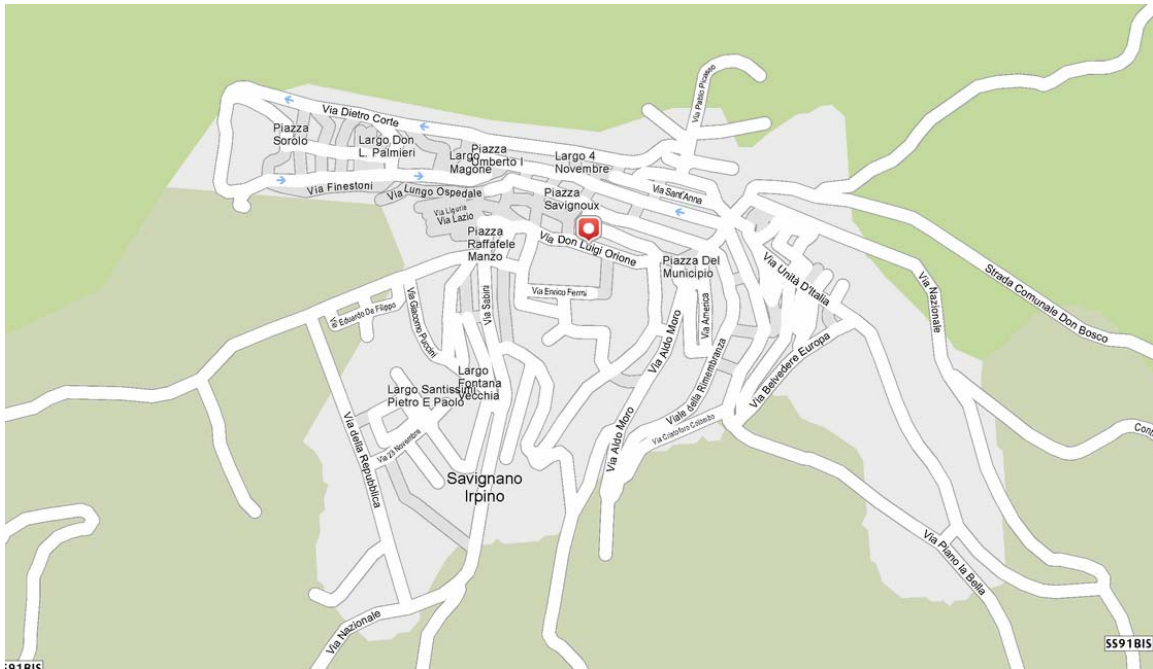 Via Pablo Picasso
Via Dietro Corte
Piazza
Sorolo
Largo Don
L. Palmieri
Largo
Magone
Piazza
Umberto I
Largo 4
Novembre
Via Finestoni
Via Lungo Ospedale
Via Sant'Anna
Piazza
Savignoux
Via Liguria
Via Lazio
Piazza
Raffafele
Manzo
Via Don Luigi Orione
Piazza Del
Municipio
Via Unità D'Italia
Via Nazionale
Strada Comunale Don Bosco
Via Eduardo De Filippo
Via Giacomo Puccini
Via Sabini
Via Enrico Fermi
Via Aldo Moro
Via America
Viale della Rimembranza
Via Belvedere Europa
Largo
Fontana
Vecchia
Largo Santissimi
Pietro E Paolo
Via della Repubblica
Via 23 Novembre
Via Aldo Moro
Via Cristoforo Colombo
Cont
Savignano
Irpino
Via Piano la Bella
Via Nazionale
SS91BIS
SS91BIS